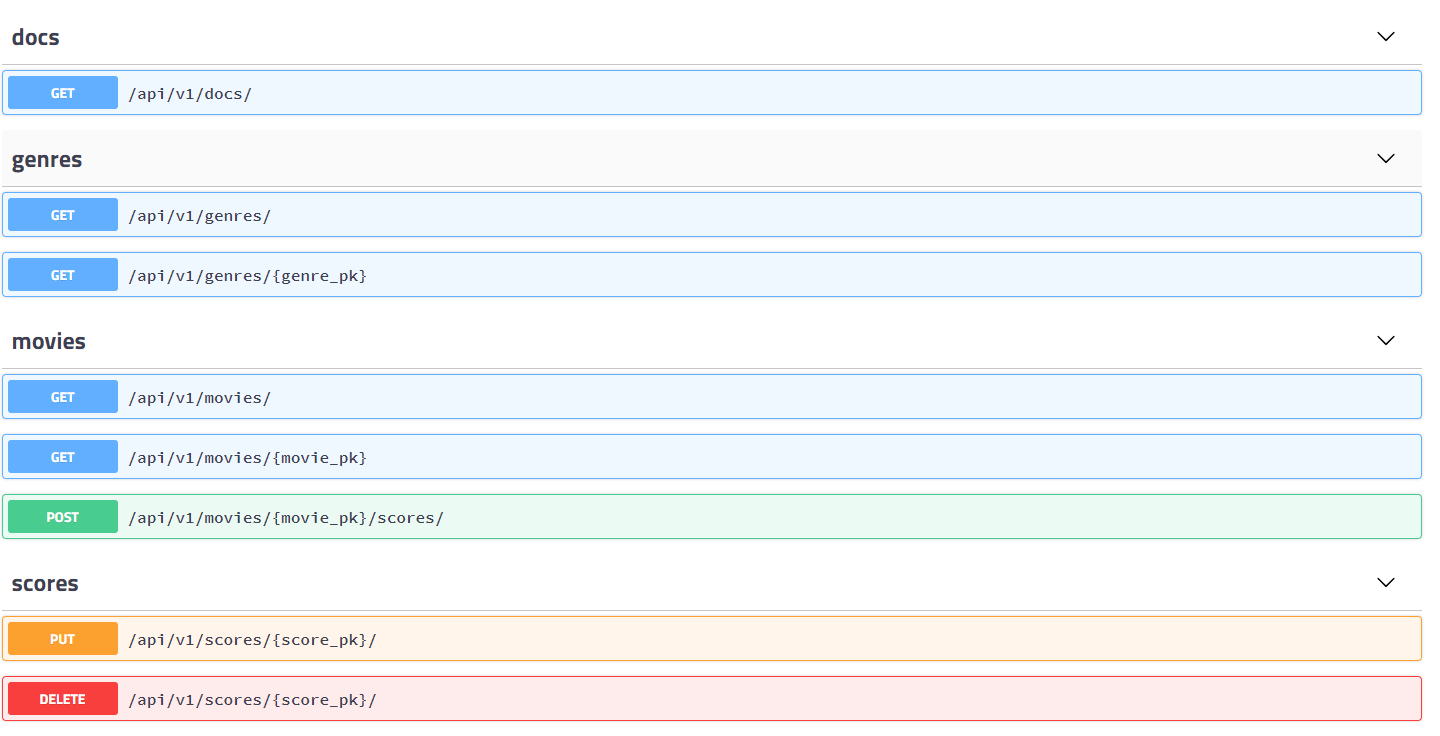 docs
GET /api/v1/docs/
genres
GET /api/v1/genres/
GET /api/v1/genres/{genre_pk}
movies
GET /api/v1/movies/
GET /api/v1/movies/{movie_pk}
POST /api/v1/movies/{movie_pk}/scores/
scores
PUT /api/v1/scores/{score_pk}/
DELETE /api/v1/scores/{score_pk}/